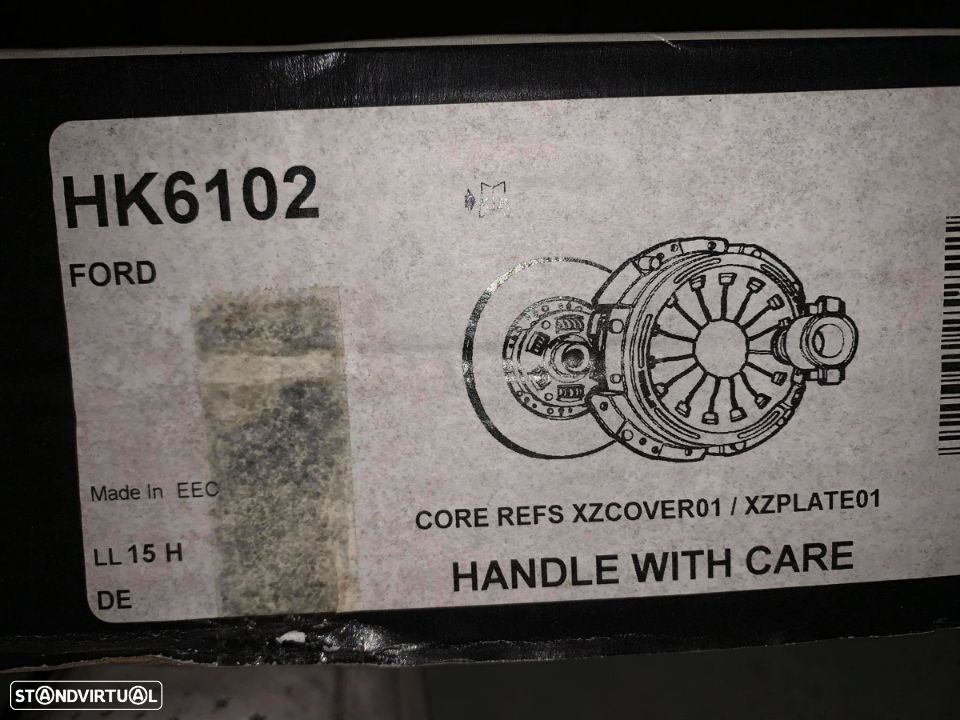 HK6102
FORD
Made In EEC
LL 15 H
DE
CORE REFS XZCOVER01 / XZPLATE01
HANDLE WITH CARE
STANDVIRTUAL